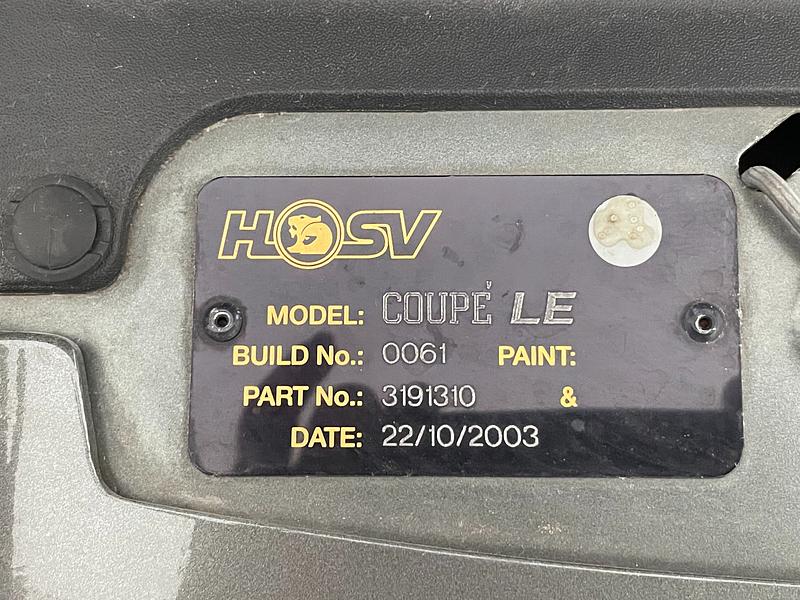 HSV
MODEL: COUPÉ LE
BUILD No.: 0061 PAINT:
PART No.: 3191310 &
DATE: 22/10/2003